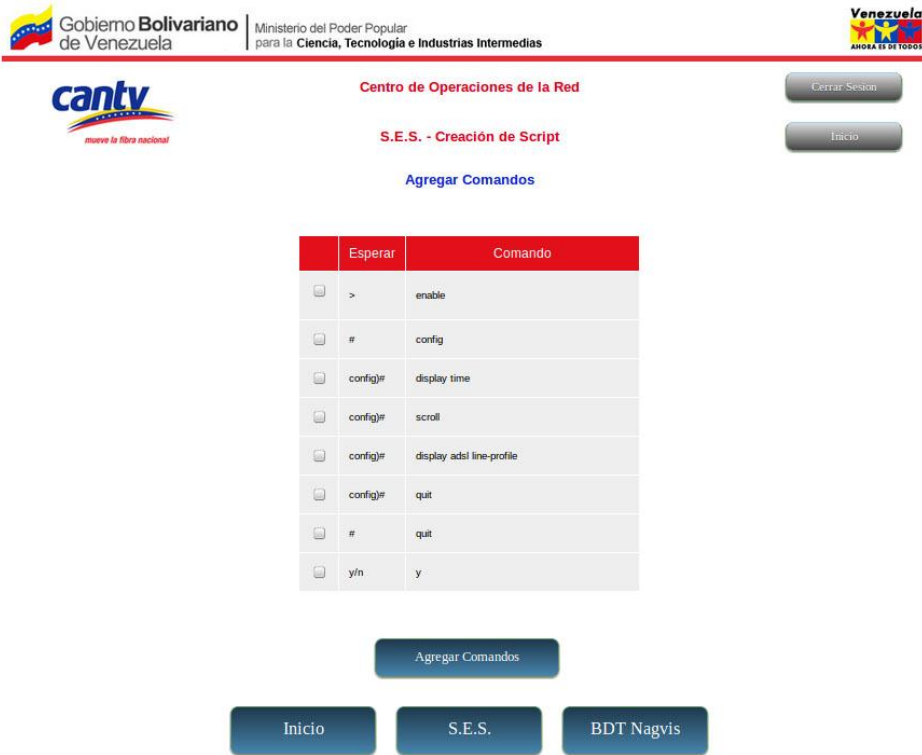 Gobierno Bolivariano
de Venezuela
Ministerio del Poder Popular
para la Ciencia, Tecnología e Industrias Intermedias
Venezuela
AHORA ES DE TODOS
cantv
mueve la fibra nacional
Centro de Operaciones de la Red
Cerrar Sesion
S.E.S. - Creación de Script
Inicio
Agregar Comandos
Esperar Comando
> enable
# config
config)# display time
config)# scroll
config)# display adsl line-profile
config)# quit
# quit
y/n y
Agregar Comandos
Inicio S.E.S. BDT Nagvis